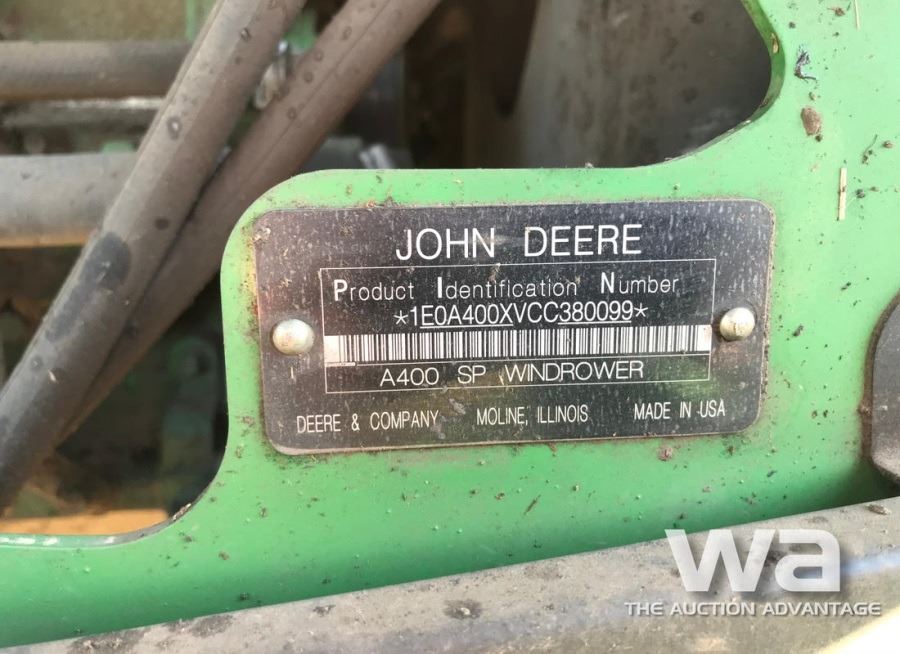 JOHN DEERE
Product Identification Number
*1E0A400XVCC380099*
A400 SP WINDROWER
DEERE & COMPANY MOLINE, ILLINOIS MADE IN USA
wa
THE AUCTION ADVANTAGE